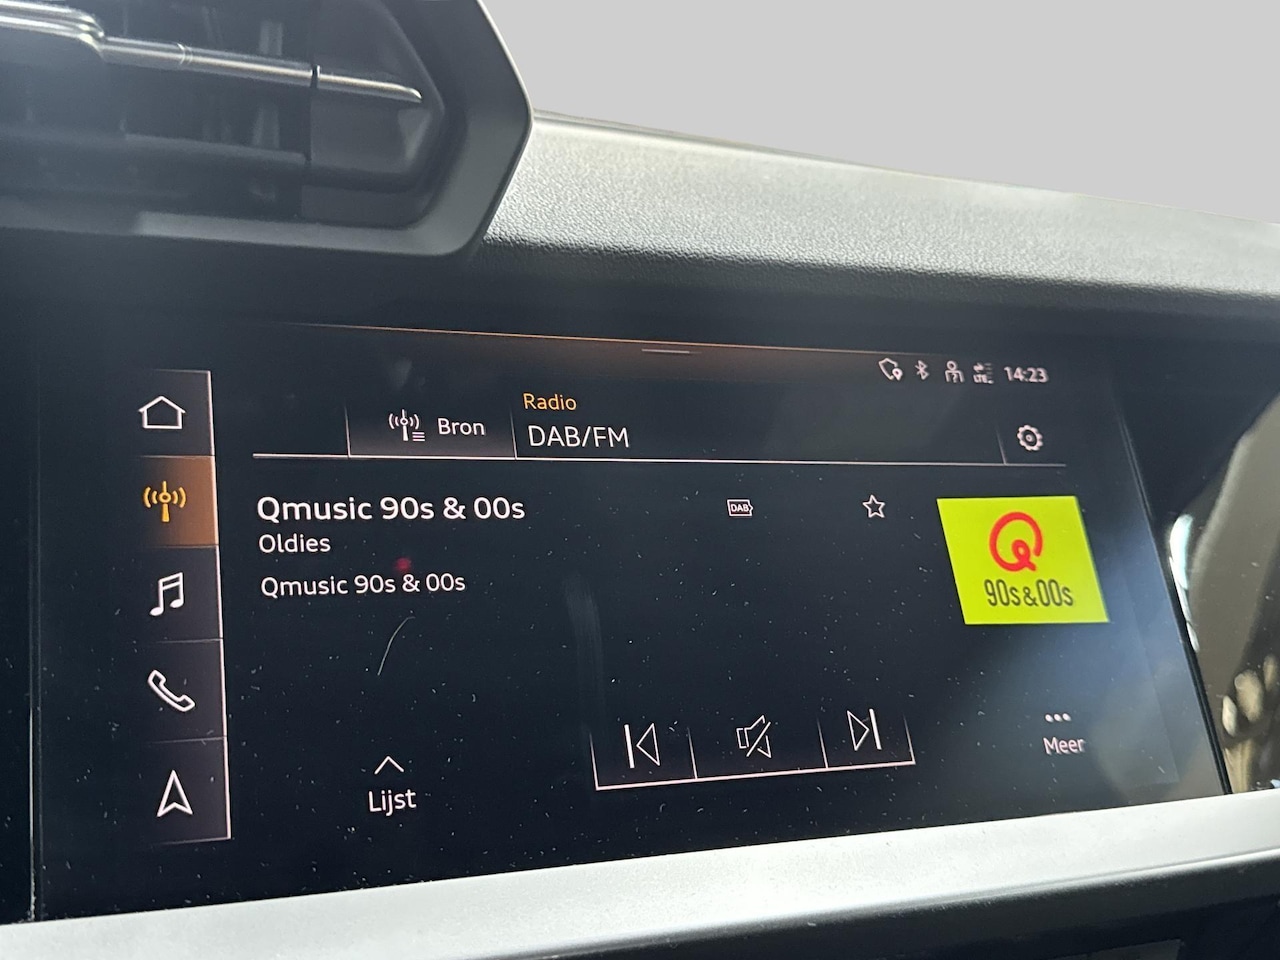 14:23
Bron
Radio
DAB/FM
Qmusic 90s & 00s
DAB
Oldies
Qmusic 90s & 00s
Q
90s&00s
Lijst
Meer